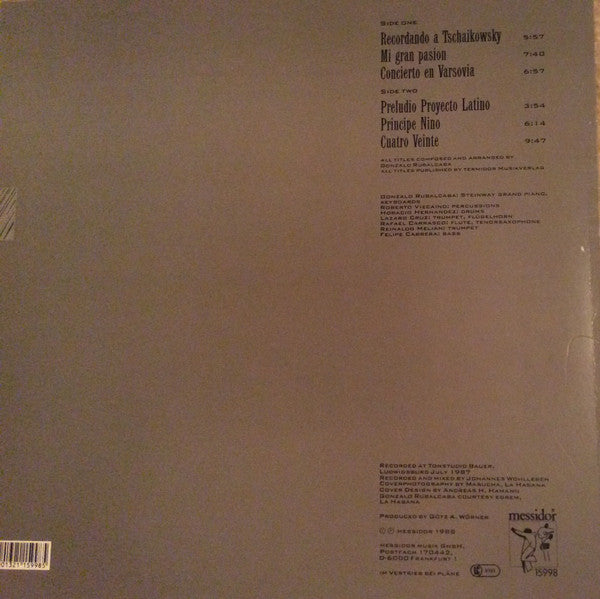 SIDE ONE
Recordando a Tschaikowsky 5:57
Mi gran pasion 7:40
Concierto en Varsovia 6:57
SIDE TWO
Preludio Proyecto Latino 3:54
Principe Nino 6:14
Cuatro Veinte 9:47
ALL TITLES COMPOSED AND ARRANGED BY
GONZALO RUBALCABA
ALL TITLES PUBLISHED BY TERMIDOR MUSIKVERLAG
GONZALO RUBALCABA: STEINWAY GRAND PIANO,
KEYBOARDS
ROBERTO VISCAINO: PERCUSSIONS
HORACIO HERNANDEZ: DRUMS
LAZARO CRUZ: TRUMPET, FLUGELHORN
RAFAEL CARRASCO: FLUTE, TENORSAXOPHONE
REINALDO MELIAN: TRUMPET
FELIPE CABRERA: BASS
RECORDED AT TONSTUDIO BAUER,
LUDWIGSBURG JULY 1987
RECORDED AND MIXED BY JOHANNES WOHLLEBEN
COVERPHOTOGRAPHY BY MARUCHA, LA HABANA
COVER DESIGN BY ANDREAS H. HAMANN
GONZALO RUBALCABA COURTESY EGREM,
LA HABANA
PRODUCED BY GÖTZ A. WÖRNER
© ℗ MESSIDOR 1988
MESSIDOR MUSIK GMBH,
POSTFACH 170442,
D-6000 FRANKFURT 1
IM VERTRIEB BEI PLÄNE
messidor
15998
01321"15998